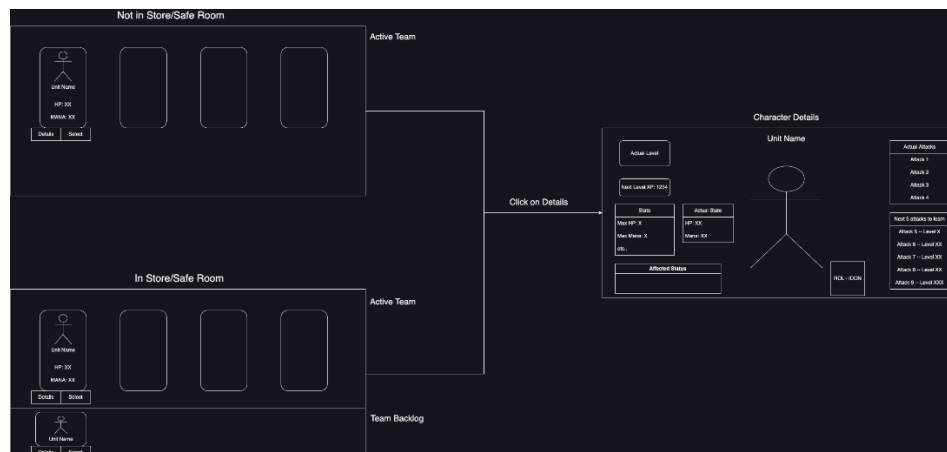 Not in Store/Safe Room
Active Team
Unit Name
HP: XX
MANA: XX
Details Select
Click on Details
Character Details
Unit Name
Actual Level
Next Level XP: 1234
Stats
Max HP: X
Max Mana: X
etc..
Actual State
HP: XX
Mana: XX
Affected Status
ROL - ICON
Actual Attacks
Attack 1
Attack 2
Attack 3
Attack 4
Next 5 attacks to learn
Attack 5 -- Level X
Attack 6 -- Level XX
Attack 7 -- Level XX
Attack 8 -- Level XX
Attack 9 -- Level XXX
In Store/Safe Room
Active Team
Unit Name
HP: XX
MANA: XX
Details Select
Team Backlog
Unit Name
Details Select